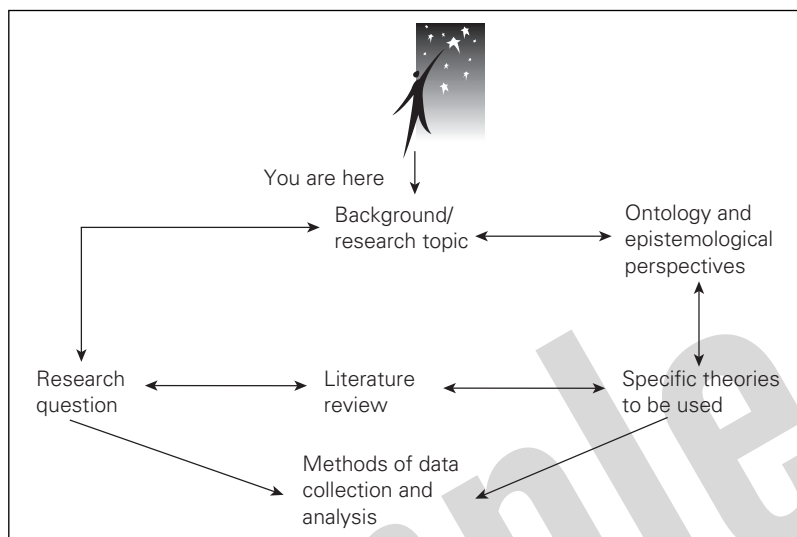 You are here
Background/
research topic
Ontology and
epistemological
perspectives
Research
question
Literature
review
Specific theories
to be used
Methods of data
collection and
analysis